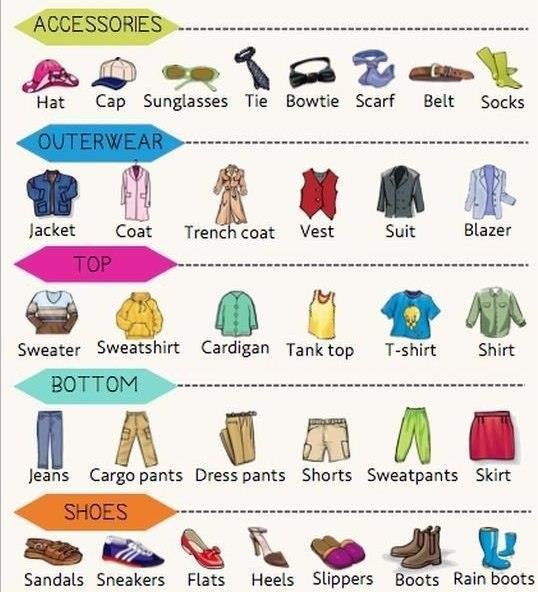 ACCESSORIES
Hat Cap Sunglasses Tie Bowtie Scarf Belt Socks
OUTERWEAR
Jacket Coat Trench coat Vest Suit Blazer
TOP
Sweater Sweatshirt Cardigan Tank top T-shirt Shirt
BOTTOM
Jeans Cargo pants Dress pants Shorts Sweatpants Skirt
SHOES
Sandals Sneakers Flats Heels Slippers Boots Rain boots